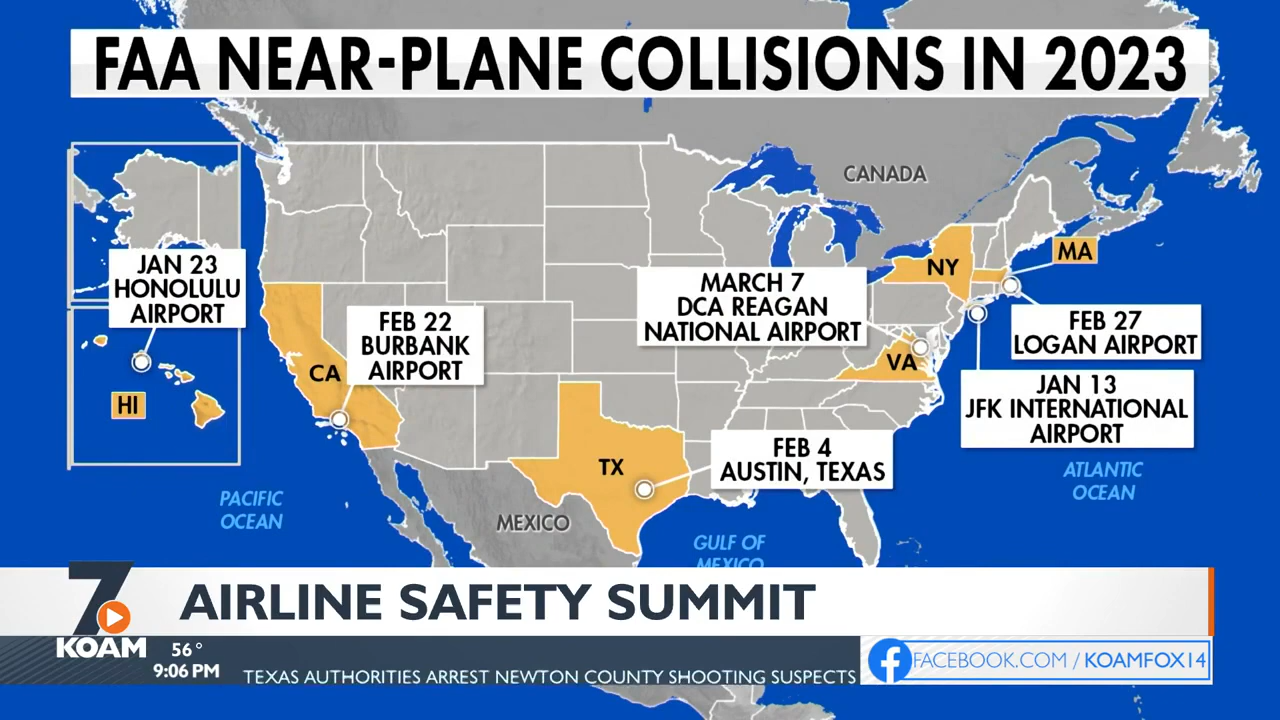 FAA NEAR-PLANE COLLISIONS IN 2023
CANADA
JAN 23
HONOLULU
AIRPORT
HI
CA
FEB 22
BURBANK
AIRPORT
MARCH 7
DCA REAGAN
NATIONAL AIRPORT
NY
MA
VA
FEB 27
LOGAN AIRPORT
JAN 13
JFK INTERNATIONAL
AIRPORT
TX
FEB 4
AUSTIN, TEXAS
PACIFIC
OCEAN
MEXICO
GULF OF
MEXICO
ATLANTIC
OCEAN
7
KOAM
AIRLINE SAFETY SUMMIT
56°
9:06 PM
TEXAS AUTHORITIES ARREST NEWTON COUNTY SHOOTING SUSPECTS
FACEBOOK.COM / KOAMFOX14